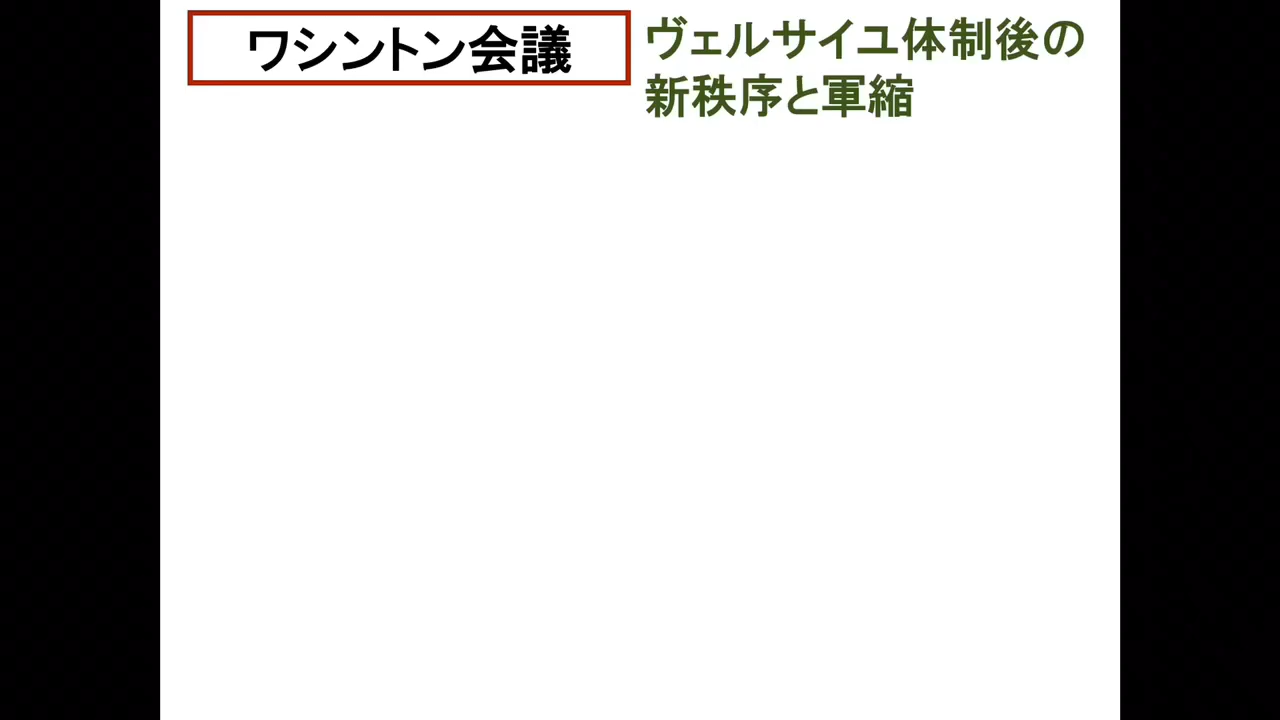 ワシントン会議
ヴェルサイユ体制後の
新秩序と軍縮